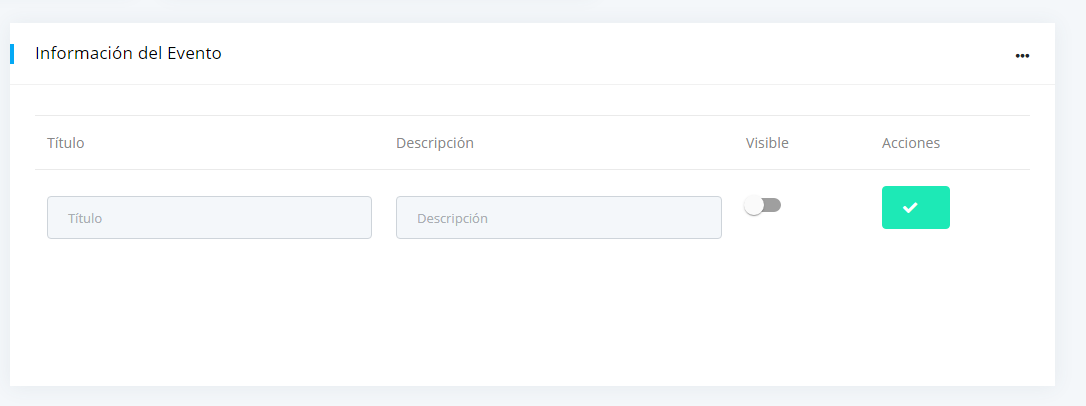 Información del Evento
Título Descripción Visible Acciones
Título Descripción